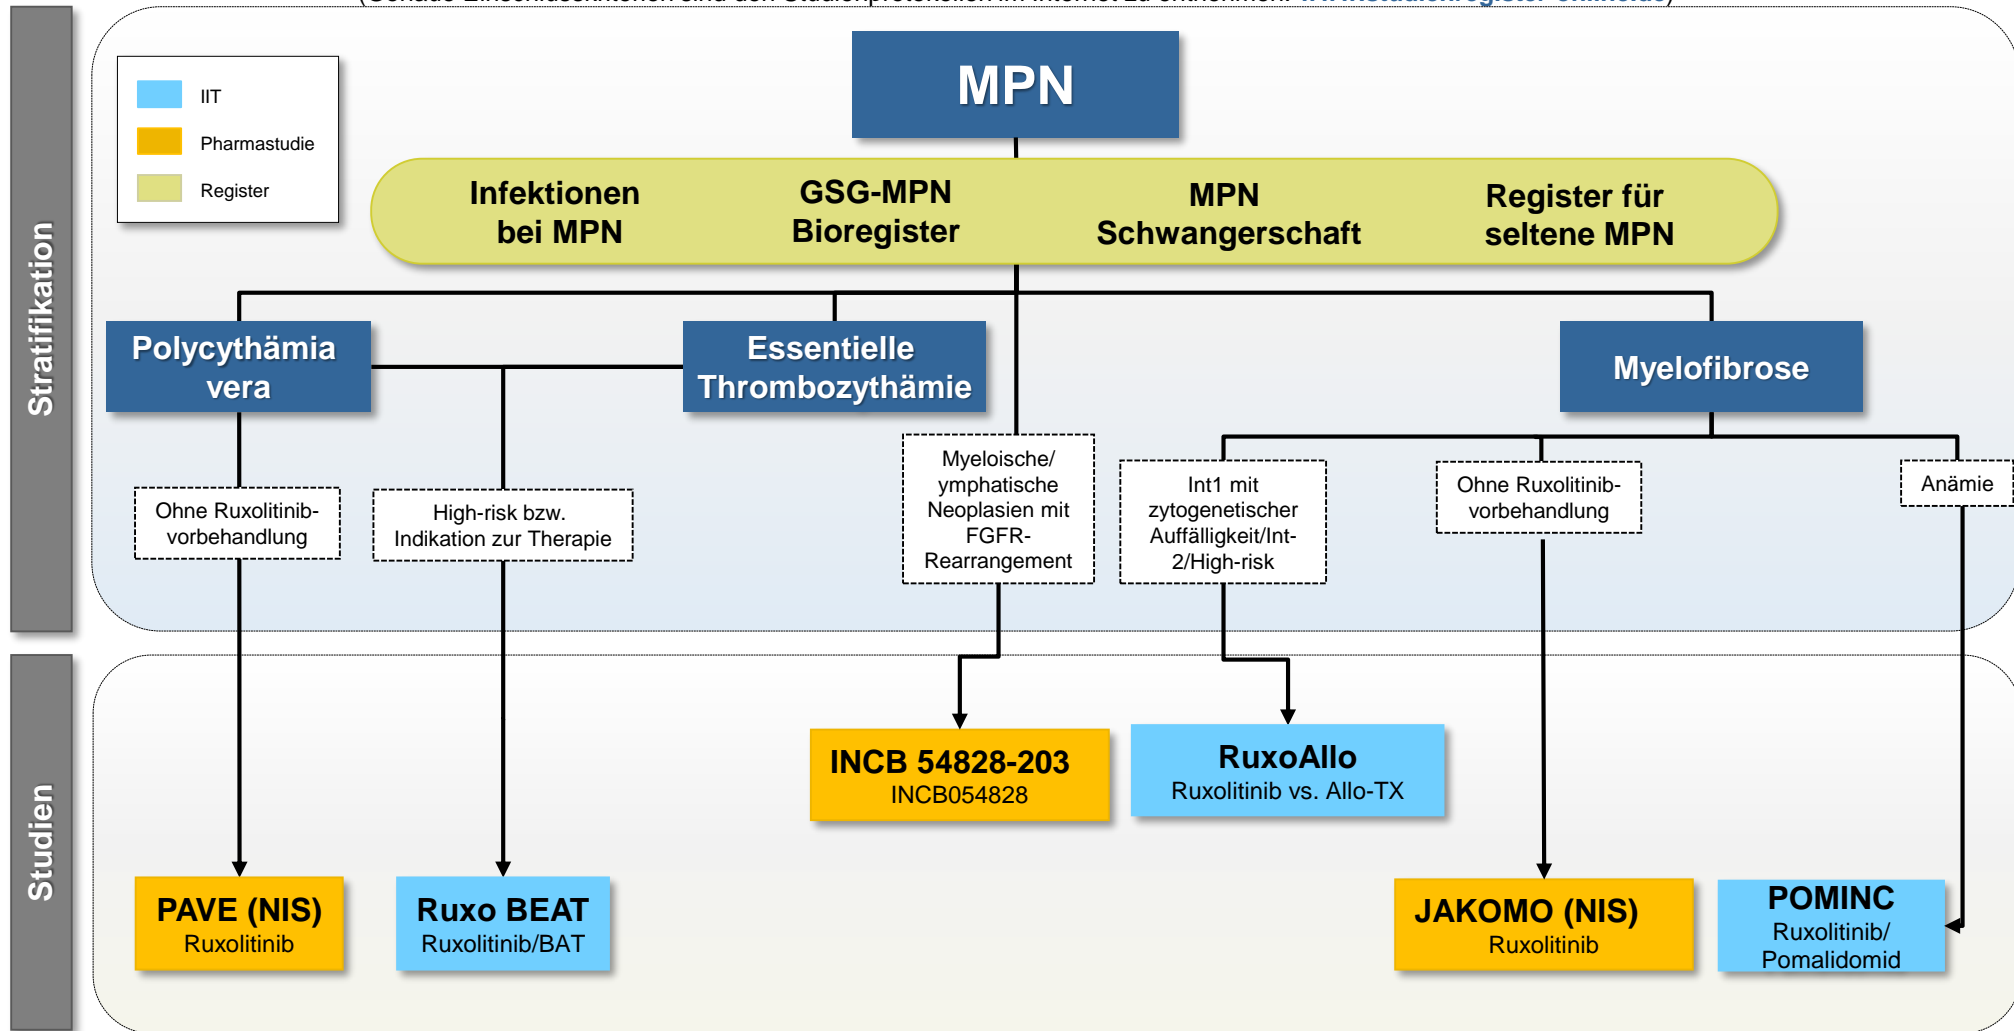 MPN
IIT
Pharmastudie
Register
Infektionen
bei MPN
GSG-MPN
Bioregister
MPN
Schwangerschaft
Register für
seltene MPN
Stratifikation
Polycythämia
vera
Essentielle
Thrombozythämie
Myelofibrose
Ohne Ruxolitinib-
vorbehandlung
High-risk bzw.
Indikation zur Therapie
Myeloische/
ymphatische
Neoplasien mit
FGFR-
Rearrangement
Int1 mit
zytogenetischer
Auffälligkeit/Int-
2/High-risk
Ohne Ruxolitinib-
vorbehandlung
Anämie
Studien
INCB 54828-203
INCB054828
RuxoAllo
Ruxolitinib vs. Allo-TX
PAVE (NIS)
Ruxolitinib
Ruxo BEAT
Ruxolitinib/BAT
JAKOMO (NIS)
Ruxolitinib
POMINC
Ruxolitinib/
Pomalidomid